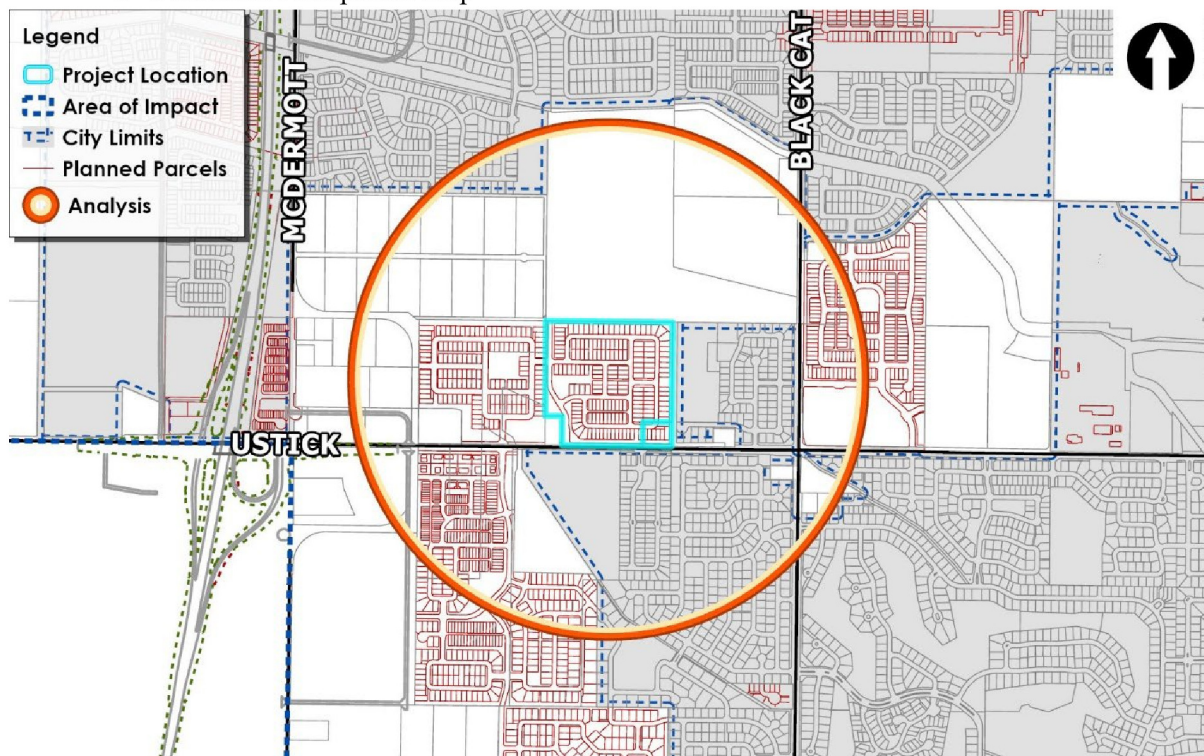 Legend
Project Location
Area of Impact
City Limits
Planned Parcels
Analysis
MCDERMOTT
BLACK CAT
USTICK